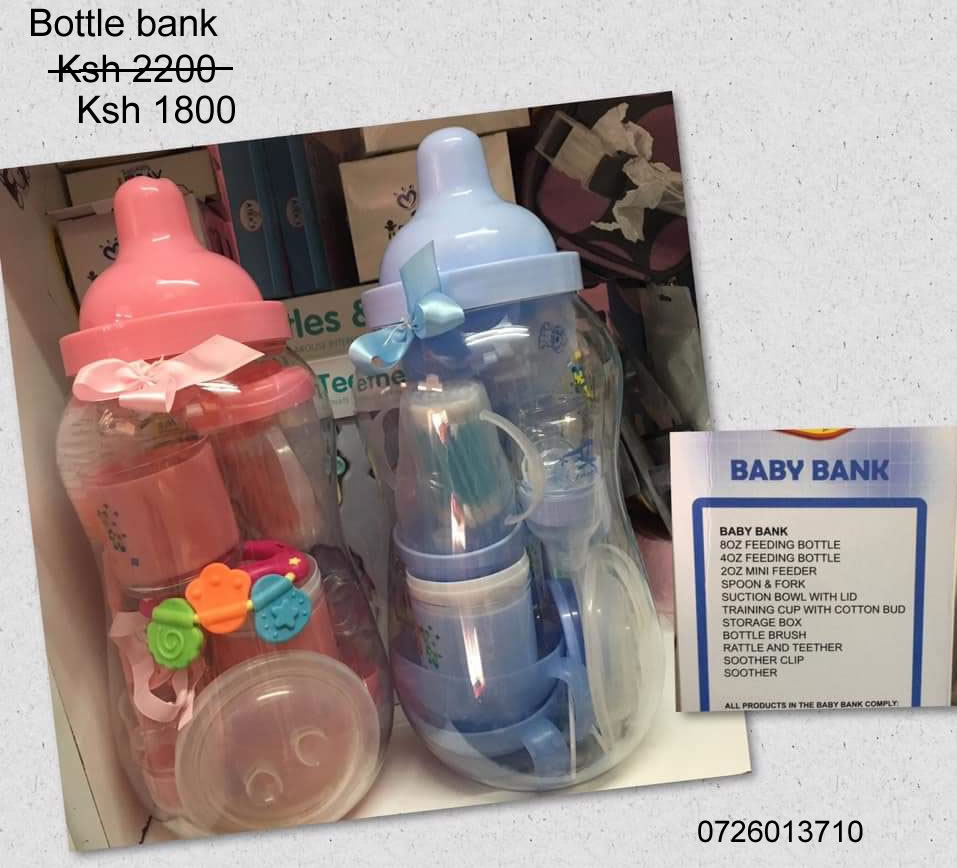 Bottle bank
Ksh 2200
Ksh 1800
BABY BANK
BABY BANK
8OZ FEEDING BOTTLE
4OZ FEEDING BOTTLE
2OZ MINI FEEDER
SPOON & FORK
SUCTION BOWL WITH LID
TRAINING CUP WITH COTTON BUD
STORAGE BOX
BOTTLE BRUSH
RATTLE AND TEETHER
SOOTHER CLIP
SOOTHER
ALL PRODUCTS IN THE BABY BANK COMPLY:
0726013710